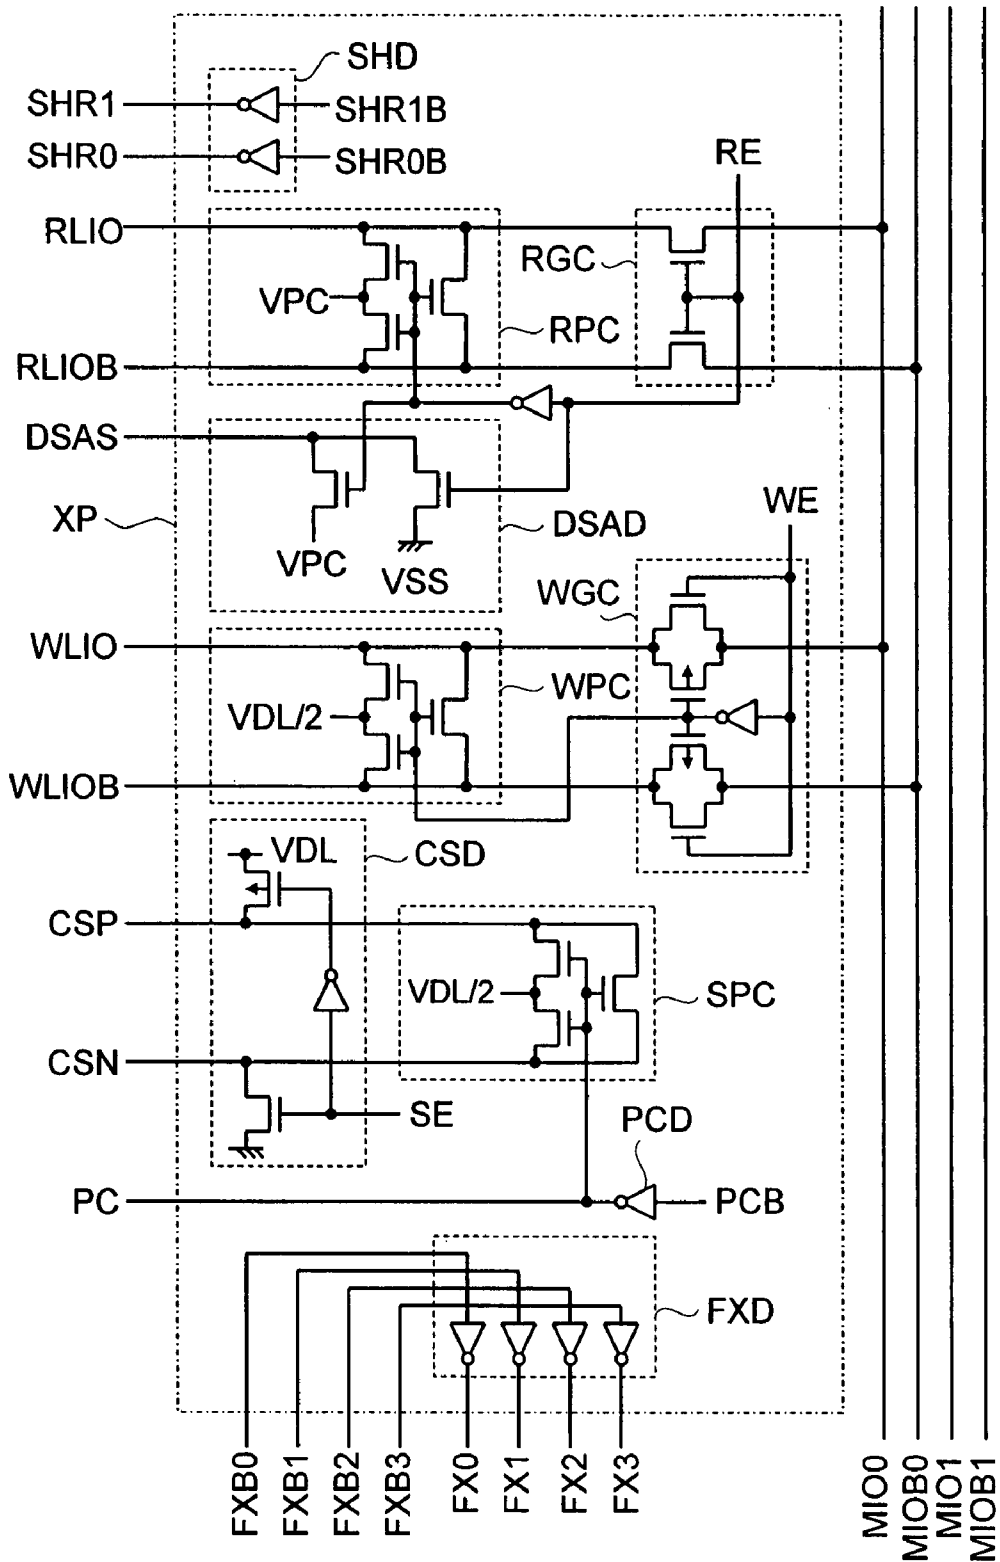 SHD
SHR1
SHR1B
SHR0
SHR0B
RE
RLIO
RGC
VPC
RPC
RLIOB
DSAS
XP
DSAD
WE
VPC
VSS
WGC
WLIO
WPC
VDL/2
WLIOB
VDL
CSD
CSP
VDL/2
SPC
CSN
SE
PCD
PC
PCB
FXD
FXB0
FXB1
FXB2
FXB3
FX0
FX1
FX2
FX3
MIO0
MIOB0
MIO1
MIOB1